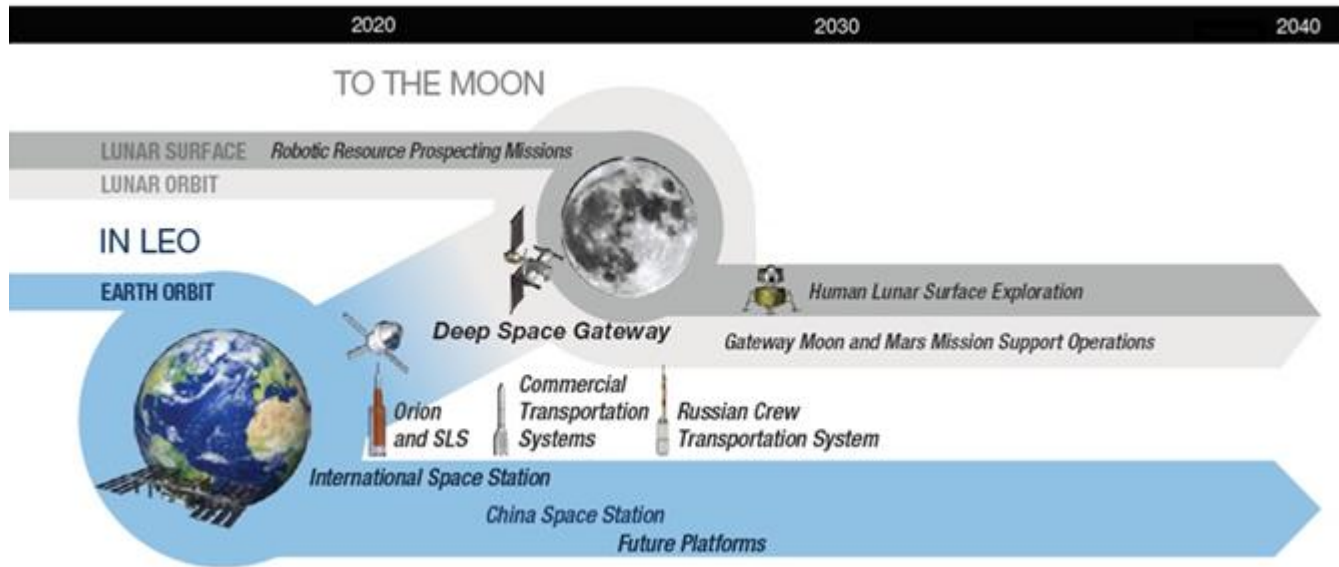 2020 2030 2040
TO THE MOON
LUNAR SURFACE Robotic Resource Prospecting Missions
LUNAR ORBIT
IN LEO
EARTH ORBIT
Human Lunar Surface Exploration
Deep Space Gateway
Gateway Moon and Mars Mission Support Operations
Orion
and SLS
Commercial
Transportation
Systems
Russian Crew
Transportation System
International Space Station
China Space Station
Future Platforms